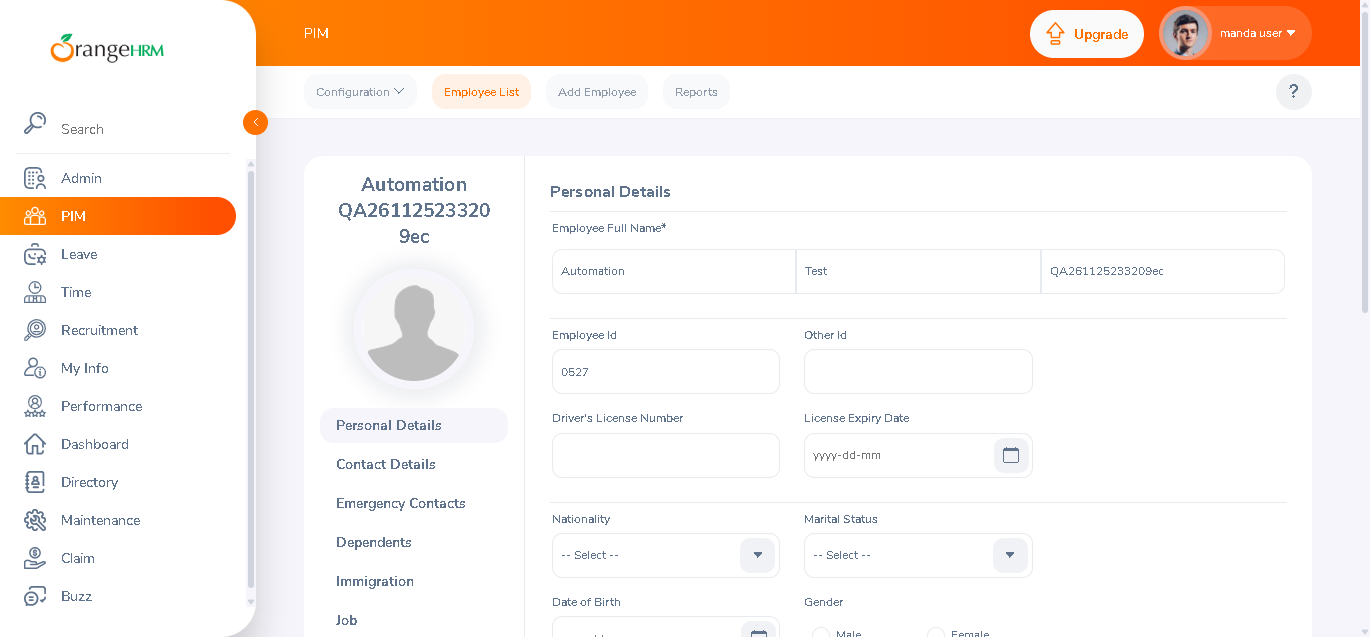 OrangeHRM
Search
Admin
PIM
Leave
Time
Recruitment
My Info
Performance
Dashboard
Directory
Maintenance
Claim
Buzz
PIM
Upgrade
manda user
Configuration
Employee List
Add Employee
Reports
?
Automation
QA26112523320
9ec
Personal Details
Contact Details
Emergency Contacts
Dependents
Immigration
Job
Personal Details
Employee Full Name*
Automation
Test
QA261125233209ec
Employee Id
Other Id
0527
Driver's License Number
License Expiry Date
yyyy-dd-mm
Nationality
Marital Status
-- Select --
-- Select --
Date of Birth
Gender
Male
Female